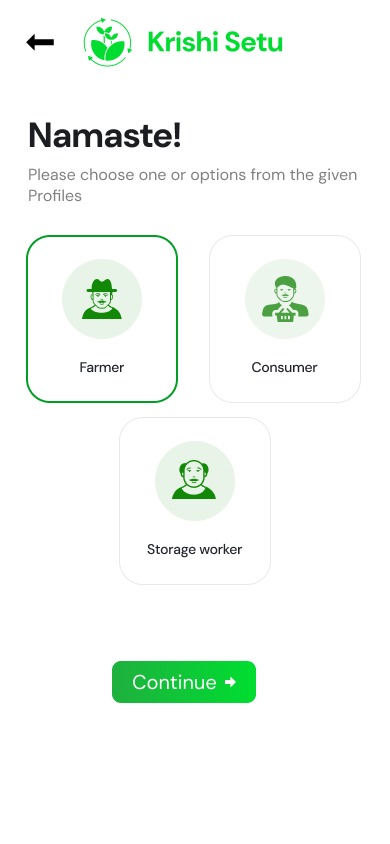 Krishi Setu
Namaste!
Please choose one or options from the given
Profiles
Farmer
Consumer
Storage worker
Continue